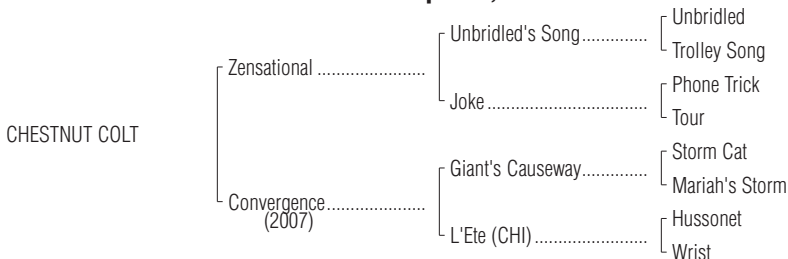 Unbridled
Unbridled's Song..............
Trolley Song
Zensational .......................
Phone Trick
Joke..................................
Tour
CHESTNUT COLT
Storm Cat
Giant's Causeway..............
Mariah's Storm
Convergence.....................
(2007)
Hussonet
L'Ete (CHI) ........................
Wrist